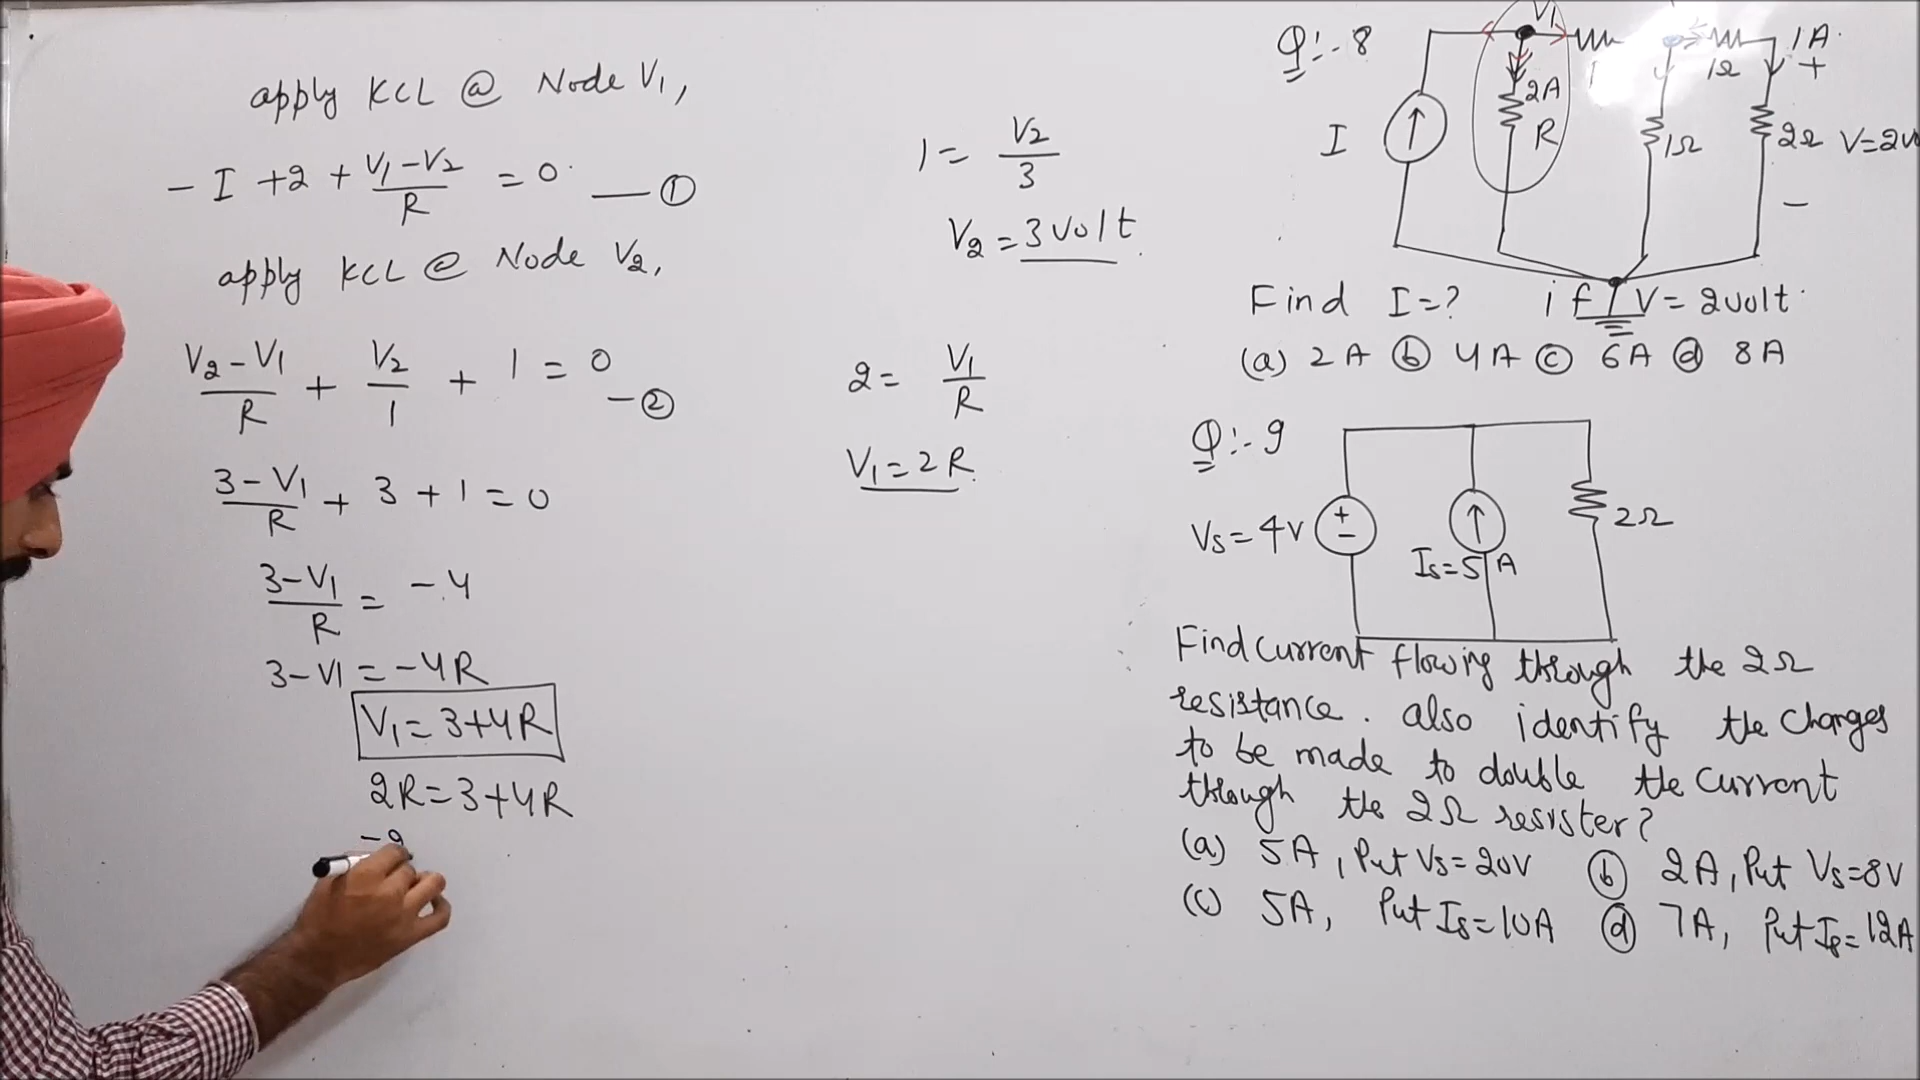 apply KCL @ Node V1,
- I + 2 + (V1-V2)/R = 0 — ①
apply KCL @ Node V2,
(V2-V1)/R + V2/1 + 1 = 0 - ②
(3-V1)/R + 3 + 1 = 0
(3-V1)/R = -4
3-V1 = -4R
V1 = 3+4R
2R = 3+4R
1 = V2/3
V2 = 3 volt
2 = V1/R
V1 = 2R
Q:- 8
V1
1A
1Ω
+
2A
I
R
1Ω
2Ω
V=2v
-
Find I=? if V = 2volt
(a) 2A (b) 4A (c) 6A (d) 8A
Q:- 9
Vs = 4v
+
-
Is=5A
2Ω
Find current flowing through the 2Ω
resistance. also identify the changes
to be made to double the current
through the 2Ω resister?
(a) 5A, Put Vs=20V (b) 2A, Put Vs=8V
(c) 5A, Put Is=10A (d) 7A, Put Is=12A